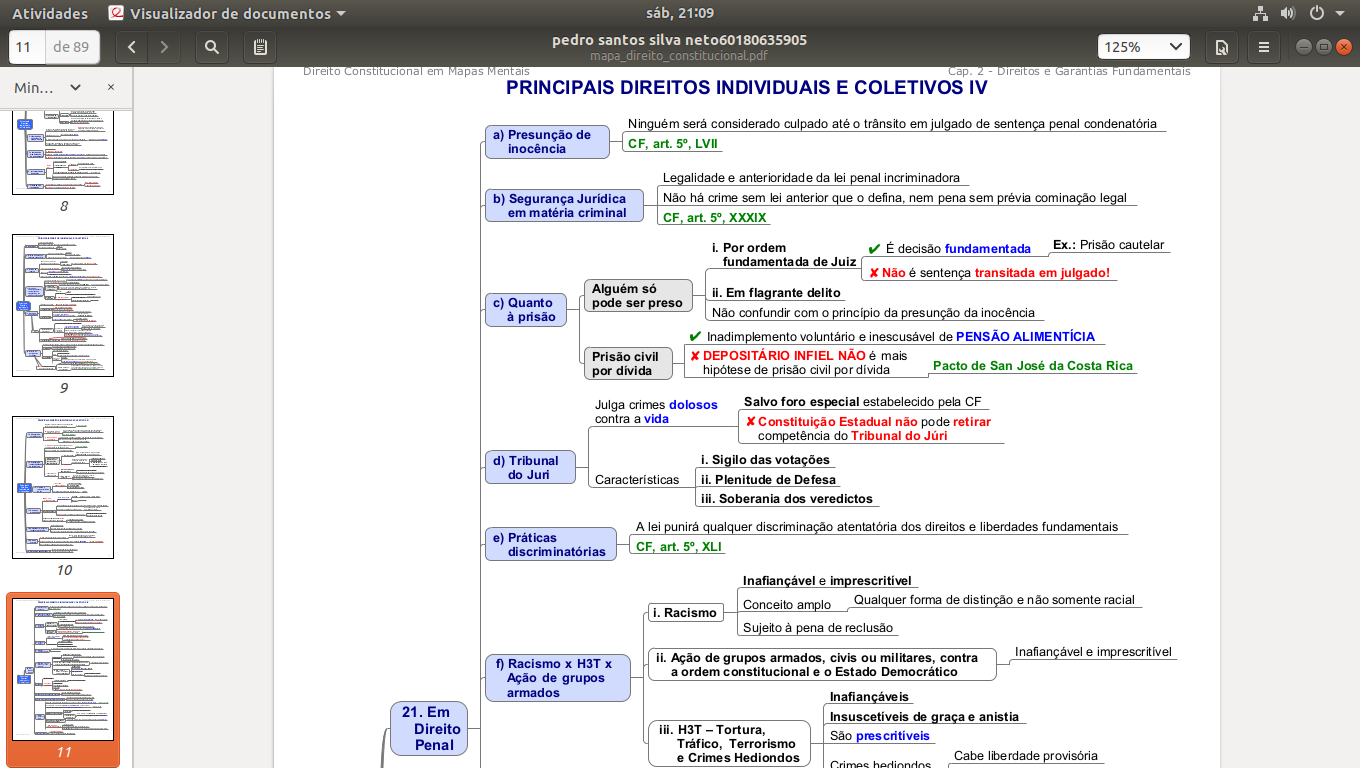 Atividades Visualizador de documentos sáb, 21:09
11 de 89 pedro santos silva neto60180635905 125%
mapa_direito_constitucional.pdf
Min...
8
9
10
11
Direito Constitucional em Mapas Mentais Cap. 2 - Direitos e Garantias Fundamentais
PRINCIPAIS DIREITOS INDIVIDUAIS E COLETIVOS IV
a) Presunção de
inocência
Ninguém será considerado culpado até o trânsito em julgado de sentença penal condenatória
CF, art. 5º, LVII
b) Segurança Jurídica
em matéria criminal
Legalidade e anterioridade da lei penal incriminadora
Não há crime sem lei anterior que o defina, nem pena sem prévia cominação legal
CF, art. 5º, XXXIX
c) Quanto
à prisão
Alguém só
pode ser preso
i. Por ordem
fundamentada de Juiz
✔ É decisão fundamentada
Ex.: Prisão cautelar
✘ Não é sentença transitada em julgado!
ii. Em flagrante delito
Não confundir com o princípio da presunção da inocência
Prisão civil
por dívida
✔ Inadimplemento voluntário e inescusável de PENSÃO ALIMENTÍCIA
✘ DEPOSITÁRIO INFIEL NÃO é mais
hipótese de prisão civil por dívida
Pacto de San José da Costa Rica
d) Tribunal
do Juri
Julga crimes dolosos
contra a vida
Salvo foro especial estabelecido pela CF
✘ Constituição Estadual não pode retirar
competência do Tribunal do Júri
Características
i. Sigilo das votações
ii. Plenitude de Defesa
iii. Soberania dos veredictos
e) Práticas
discriminatórias
A lei punirá qualquer discriminação atentatória dos direitos e liberdades fundamentais
CF, art. 5º, XLI
f) Racismo x H3T x
Ação de grupos
armados
i. Racismo
Inafiançável e imprescritível
Conceito amplo
Qualquer forma de distinção e não somente racial
Sujeito à pena de reclusão
ii. Ação de grupos armados, civis ou militares, contra
a ordem constitucional e o Estado Democrático
Inafiançável e imprescritível
iii. H3T – Tortura,
Tráfico, Terrorismo
e Crimes Hediondos
Inafiançáveis
Insuscetíveis de graça e anistia
São prescritíveis
Crimes hediondos
Cabe liberdade provisória
21. Em
Direito
Penal